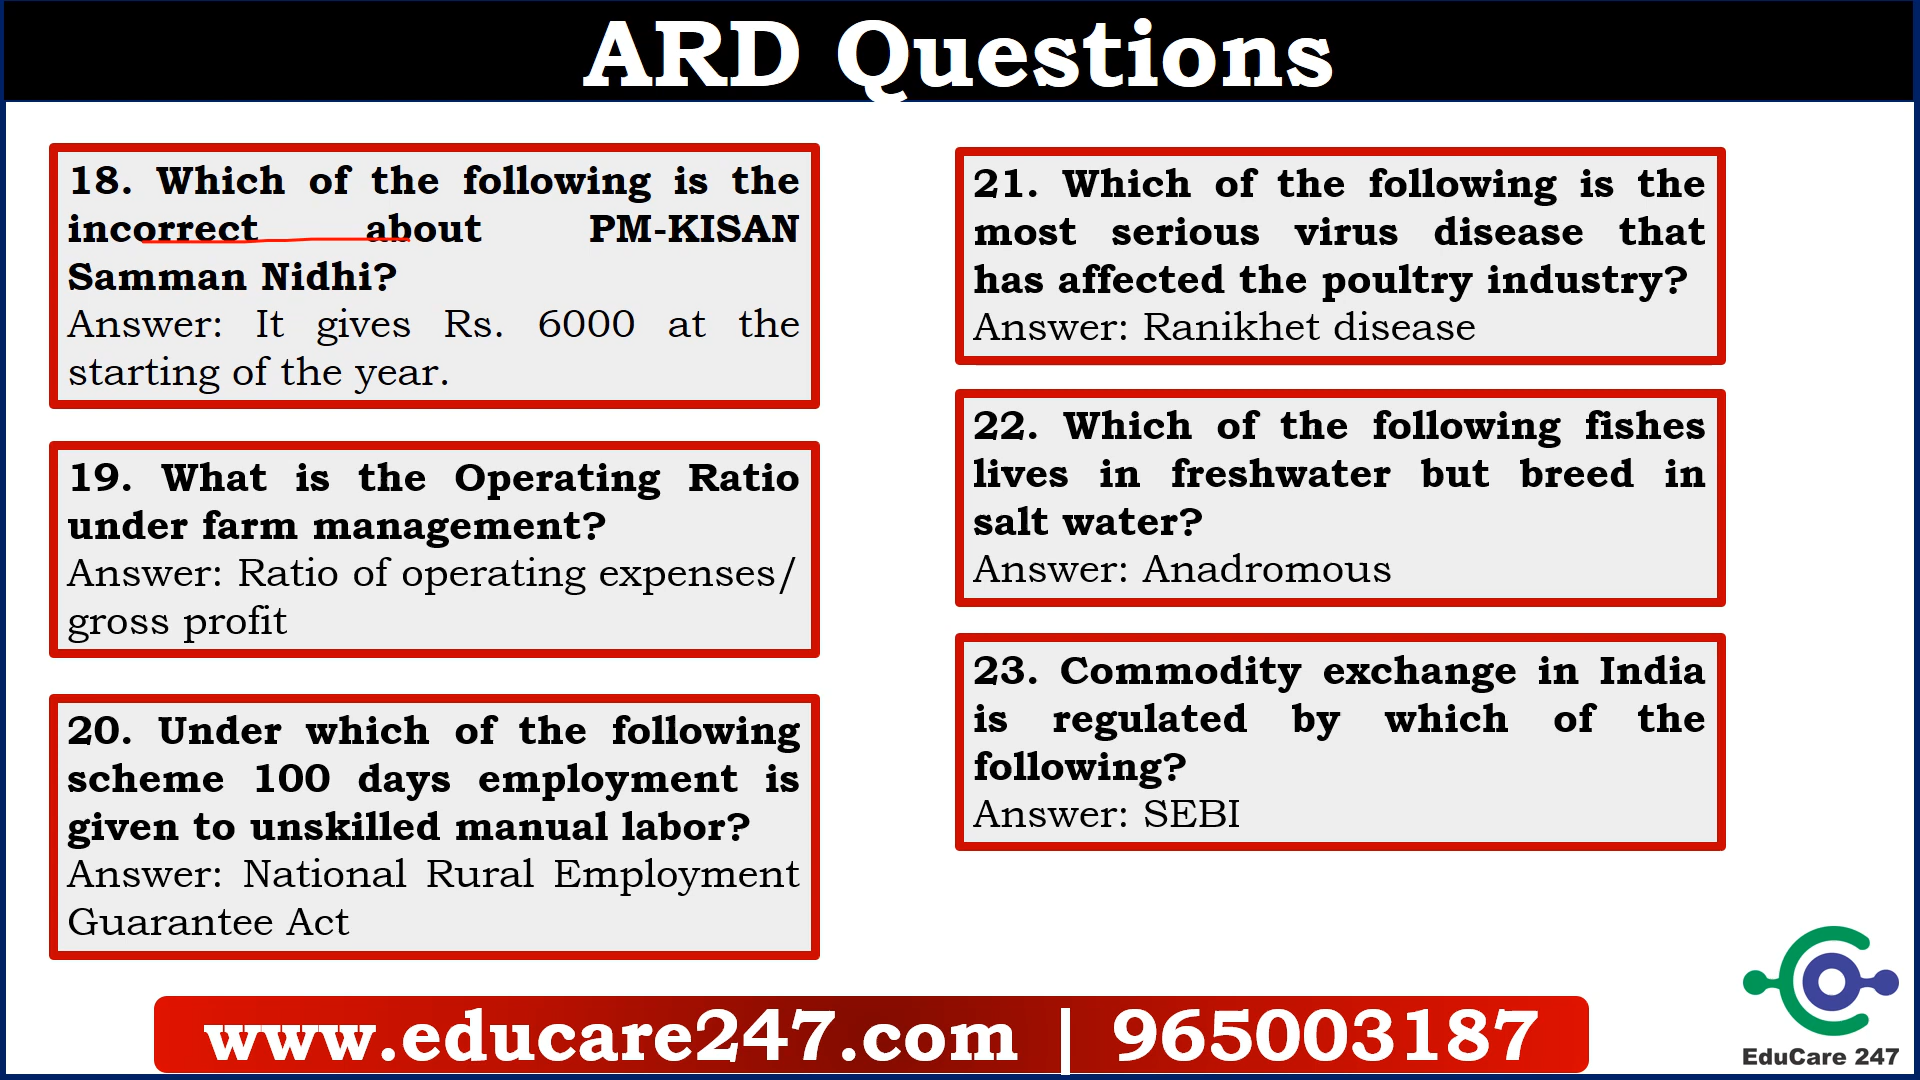 ARD Questions
18. Which of the following is the
incorrect about PM-KISAN
Samman Nidhi?
Answer: It gives Rs. 6000 at the
starting of the year.
19. What is the Operating Ratio
under farm management?
Answer: Ratio of operating expenses/
gross profit
20. Under which of the following
scheme 100 days employment is
given to unskilled manual labor?
Answer: National Rural Employment
Guarantee Act
21. Which of the following is the
most serious virus disease that
has affected the poultry industry?
Answer: Ranikhet disease
22. Which of the following fishes
lives in freshwater but breed in
salt water?
Answer: Anadromous
23. Commodity exchange in India
is regulated by which of the
following?
Answer: SEBI
www.educare247.com | 965003187
EduCare 247